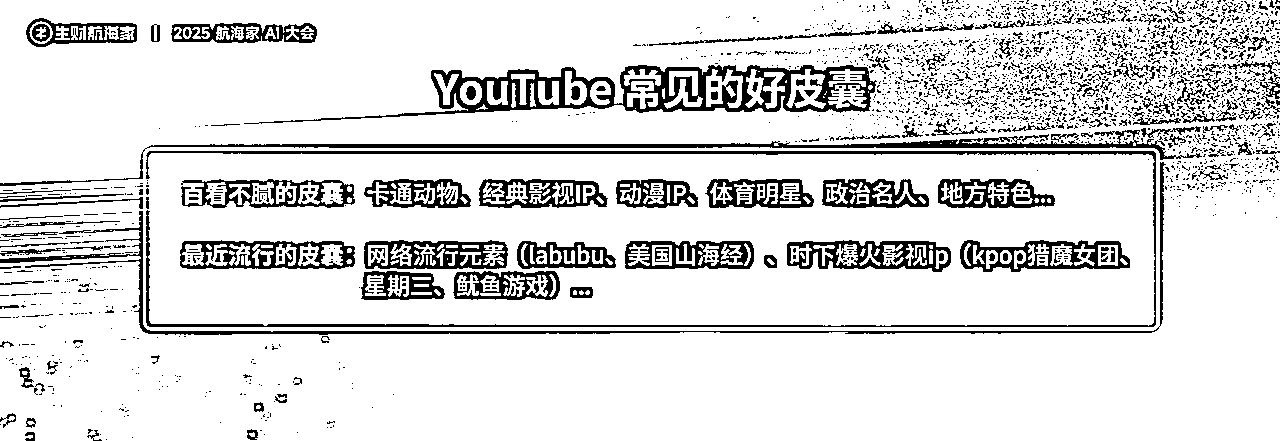 生财航海家 | 2025 航海家 AI 大会
YouTube 常见的好皮囊
百看不腻的皮囊：卡通动物、经典影视IP、动漫IP、体育明星、政治名人、地方特色...
最近流行的皮囊：网络流行元素（labubu、美国山海经）、时下爆火影视ip（kpop猎魔女团、
星期三、鱿鱼游戏）...